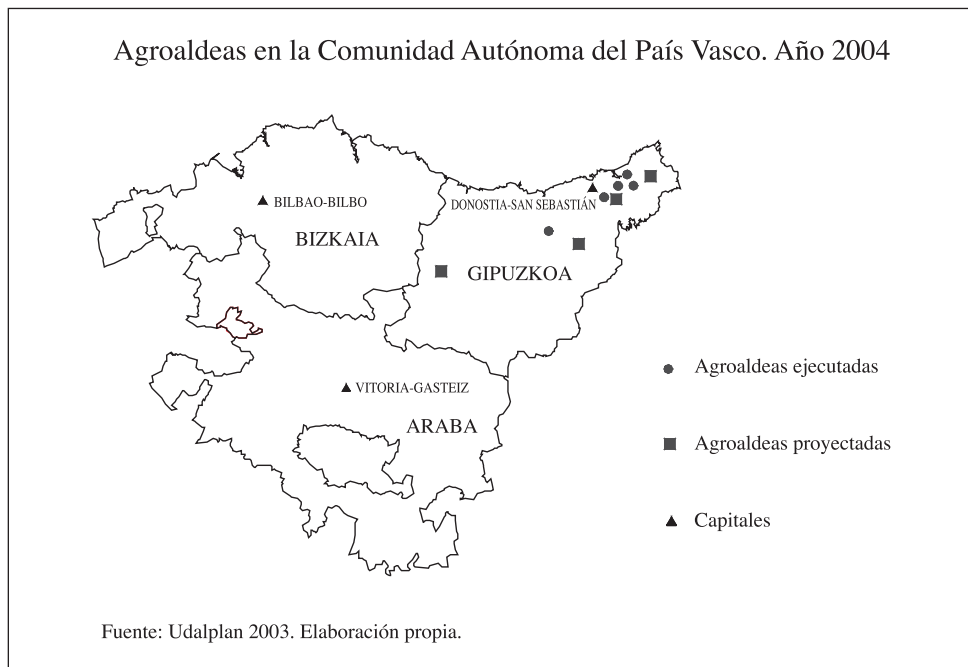 Agroaldeas en la Comunidad Autónoma del País Vasco. Año 2004
BILBAO-BILBO
DONOSTIA-SAN SEBASTIÁN
BIZKAIA
GIPUZKOA
Agroaldeas ejecutadas
VITORIA-GASTEIZ
ARABA
Agroaldeas proyectadas
Capitales
Fuente: Udalplan 2003. Elaboración propia.